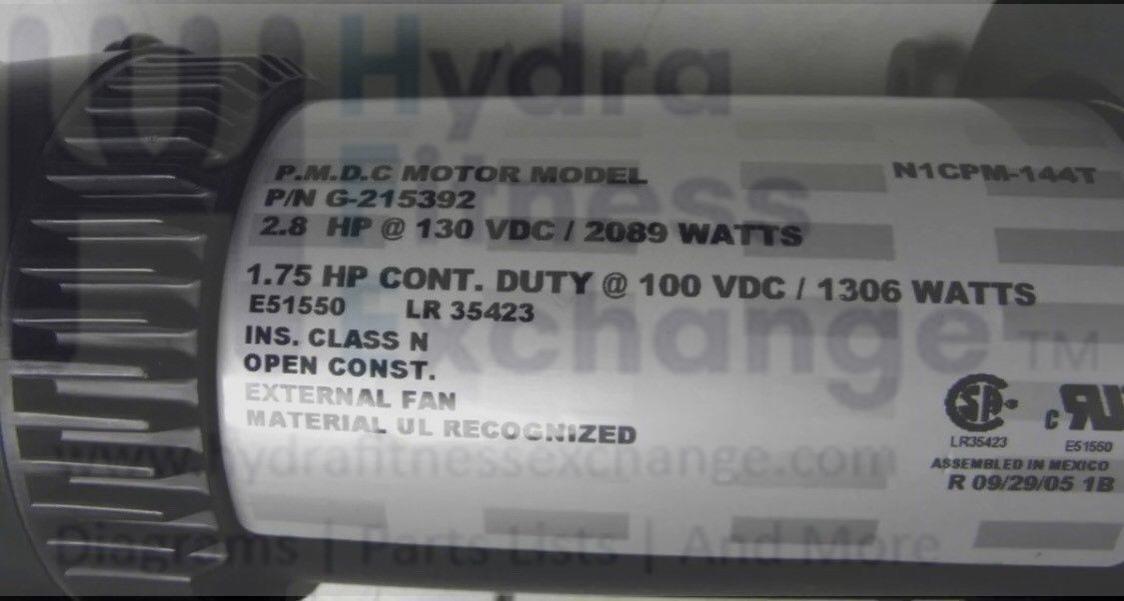 Hydra
Fitness
Exchange TM
www.hydrafitnessexchange.com
Diagrams | Parts Lists | And More
P.M.D.C MOTOR MODEL N1CPM-144T
P/N G-215392
2.8 HP @ 130 VDC / 2089 WATTS
1.75 HP CONT. DUTY @ 100 VDC / 1306 WATTS
E51550 LR 35423
INS. CLASS N
OPEN CONST.
EXTERNAL FAN
MATERIAL UL RECOGNIZED
LR35423
E51550
ASSEMBLED IN MEXICO
R 09/29/05 1B